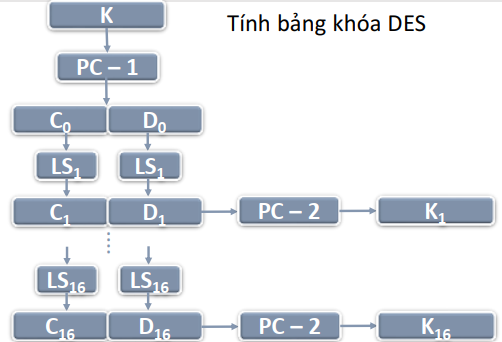 K
Tính bảng khóa DES
PC – 1
C₀ D₀
LS₁ LS₁
C₁ D₁ PC – 2 K₁
LS₁₆ LS₁₆
C₁₆ D₁₆ PC – 2 K₁₆